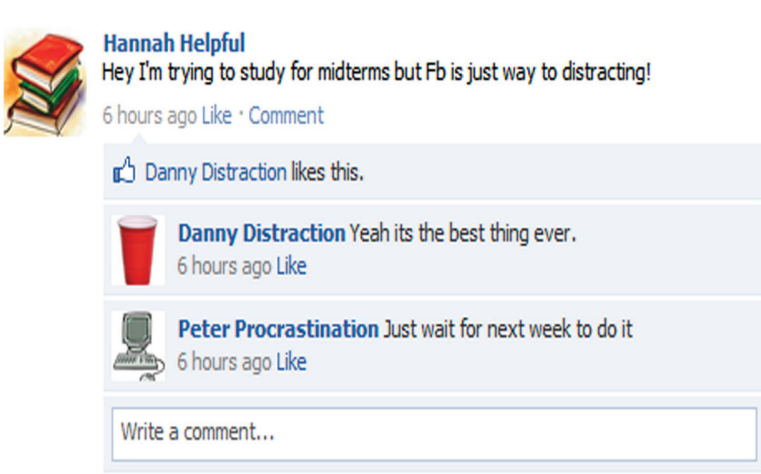 Hannah Helpful
Hey I'm trying to study for midterms but Fb is just way to distracting!
6 hours ago Like · Comment
Danny Distraction likes this.
Danny Distraction Yeah its the best thing ever.
6 hours ago Like
Peter Procrastination Just wait for next week to do it
6 hours ago Like
Write a comment...